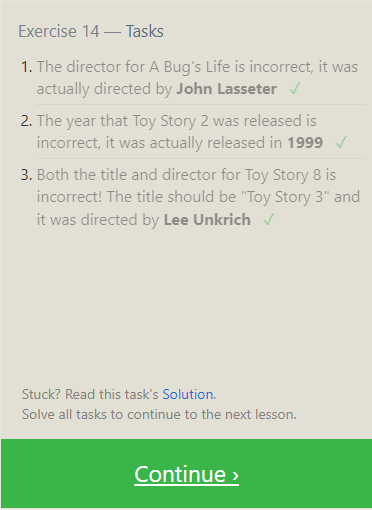 Exercise 14 — Tasks
1. The director for A Bug's Life is incorrect, it was
actually directed by John Lasseter ✓
2. The year that Toy Story 2 was released is
incorrect, it was actually released in 1999 ✓
3. Both the title and director for Toy Story 8 is
incorrect! The title should be "Toy Story 3" and
it was directed by Lee Unkrich ✓
Stuck? Read this task's Solution.
Solve all tasks to continue to the next lesson.
Continue ›